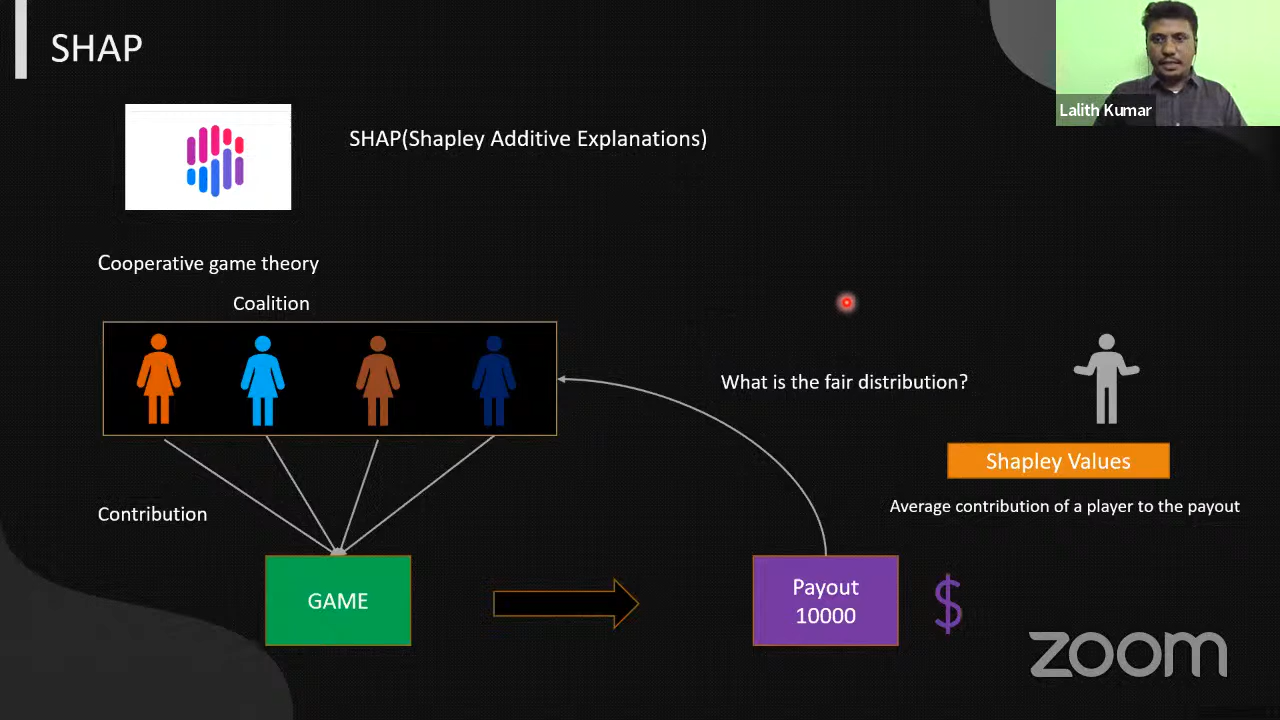 SHAP
Lalith Kumar
SHAP(Shapley Additive Explanations)
Cooperative game theory
Coalition
What is the fair distribution?
Shapley Values
Average contribution of a player to the payout
Contribution
GAME
Payout
10000
$
zoom